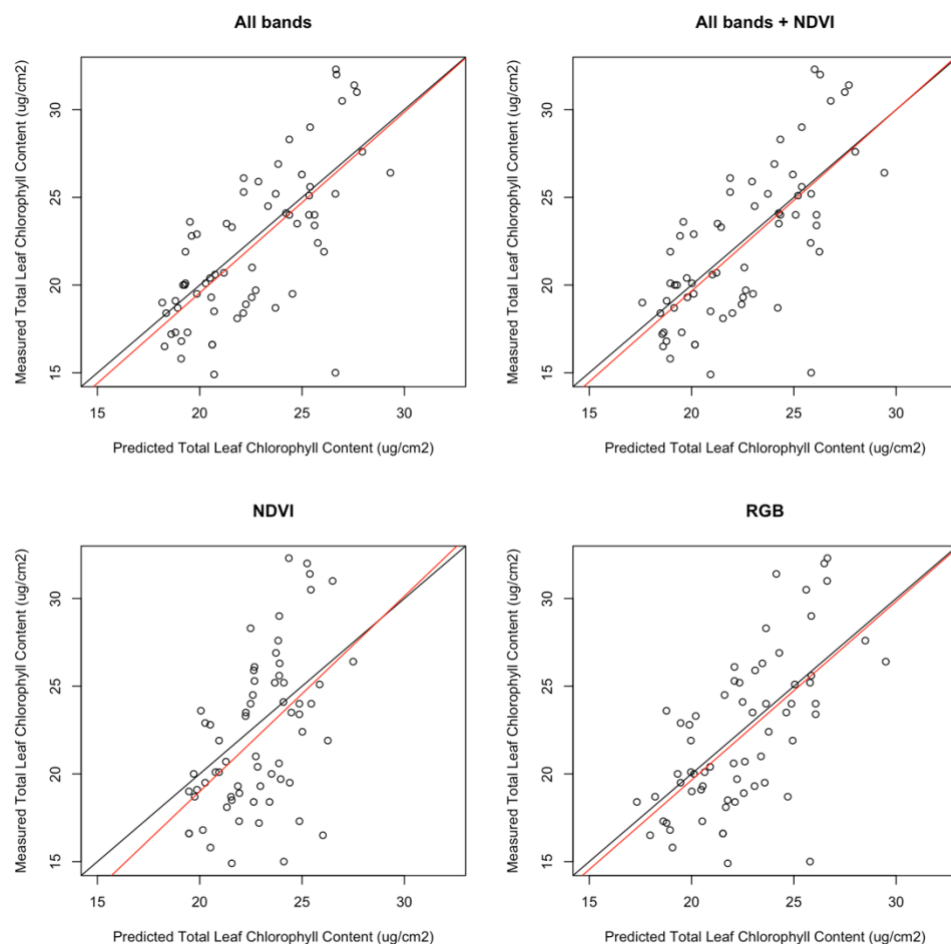 All bands
All bands + NDVI
Measured Total Leaf Chlorophyll Content (ug/cm2)
30
25
20
15
15 20 25 30
Predicted Total Leaf Chlorophyll Content (ug/cm2)
Measured Total Leaf Chlorophyll Content (ug/cm2)
30
25
20
15
15 20 25 30
Predicted Total Leaf Chlorophyll Content (ug/cm2)
NDVI
RGB
Measured Total Leaf Chlorophyll Content (ug/cm2)
30
25
20
15
15 20 25 30
Predicted Total Leaf Chlorophyll Content (ug/cm2)
Measured Total Leaf Chlorophyll Content (ug/cm2)
30
25
20
15
15 20 25 30
Predicted Total Leaf Chlorophyll Content (ug/cm2)